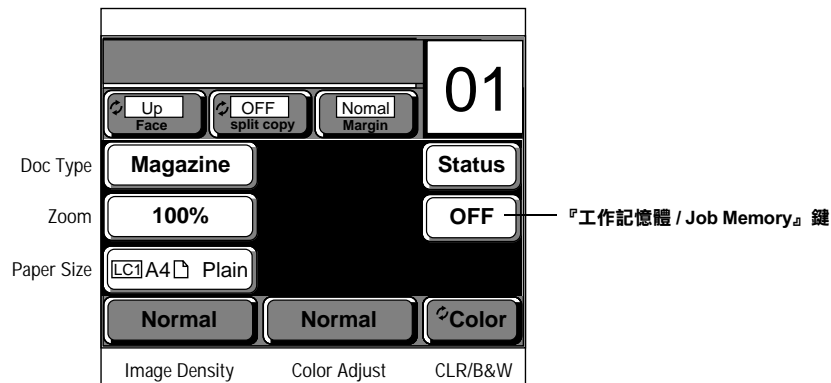 01
Up
Face
OFF
split copy
Nomal
Margin
Doc Type
Magazine
Status
Zoom
100%
OFF
『工作記憶體 / Job Memory』鍵
Paper Size
LC1 A4 Plain
Normal
Normal
Color
Image Density
Color Adjust
CLR/B&W